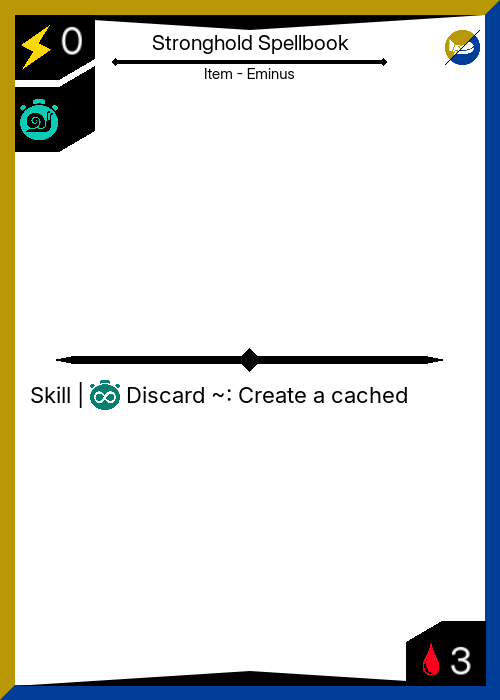 0
Stronghold Spellbook
Item - Eminus
Skill | Discard ~: Create a cached
3